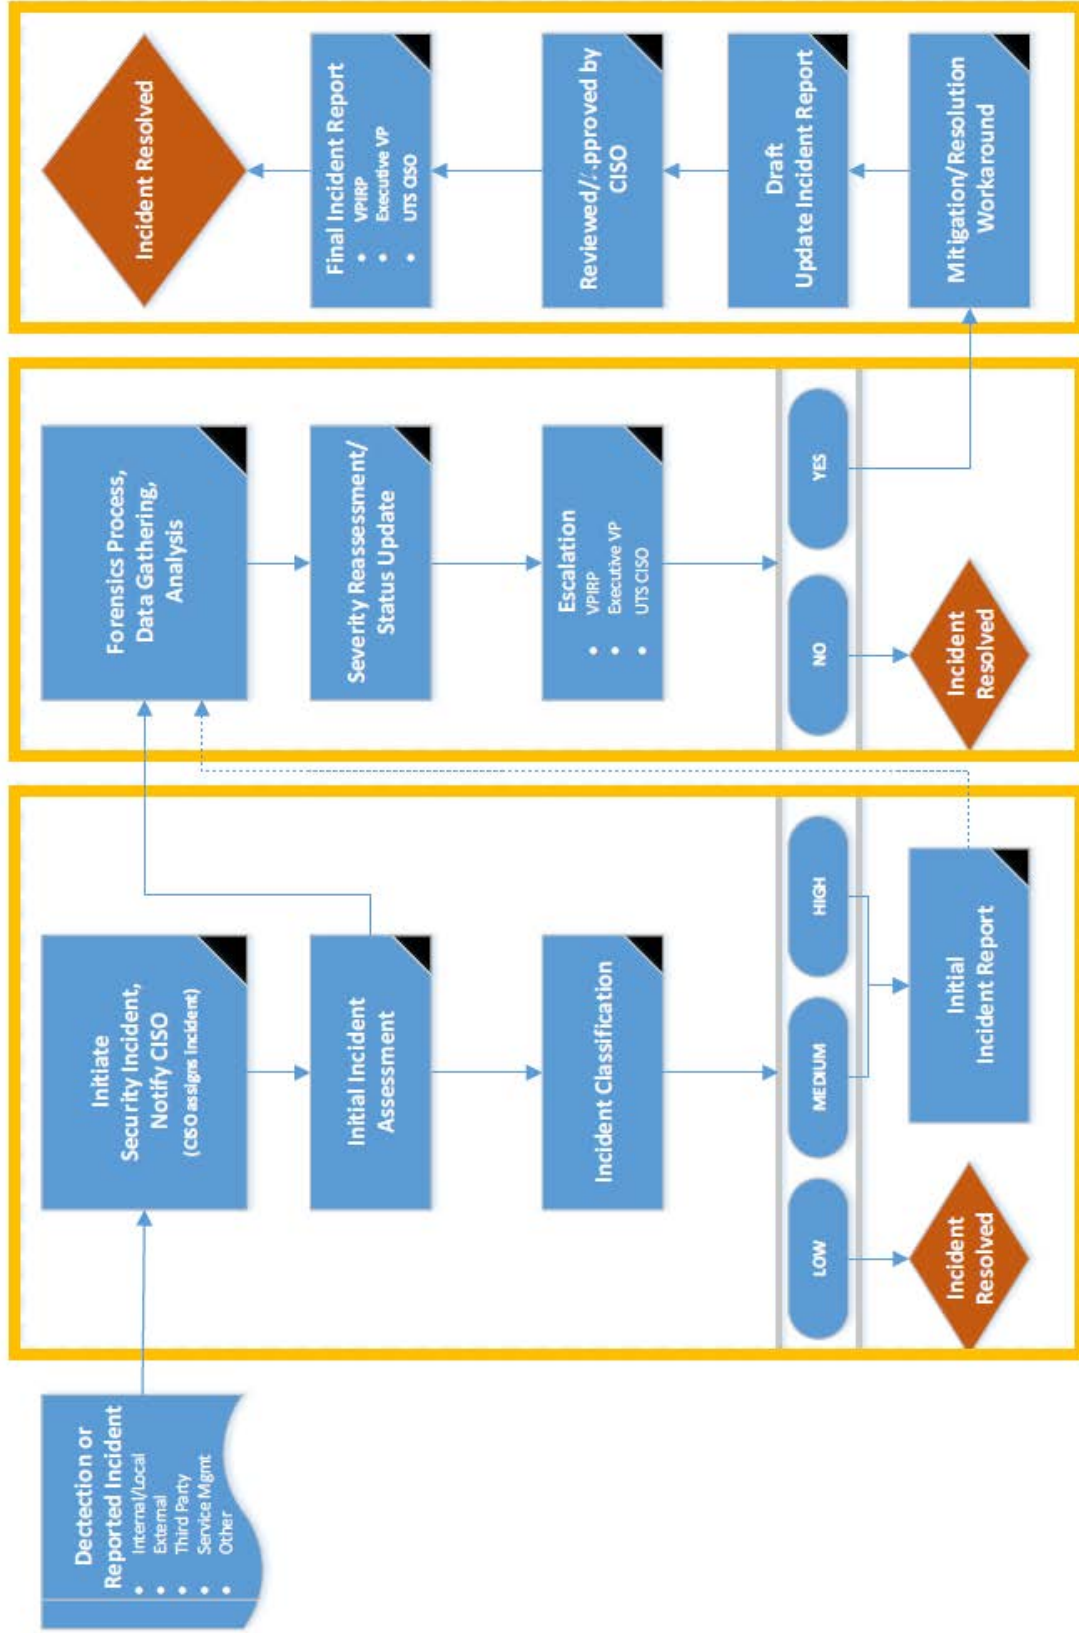 Dectection or
Reported Incident
• Internal/Local
• External
• Third Party
• Service Mgmt
• Other
Initiate
Security Incident,
Notify CISO
(CISO assigns incident)
Initial Incident
Assessment
Incident Classification
LOW
MEDIUM
HIGH
Incident
Resolved
Initial
Incident Report
Forensics Process,
Data Gathering,
Analysis
Severity Reassessment/
Status Update
Escalation
• VPIRP
• Executive VP
• UTS CISO
NO
YES
Incident
Resolved
Incident Resolved
Final Incident Report
• VPIRP
• Executive VP
• UTS CISO
Reviewed/Approved by
CISO
Draft
Update Incident Report
Mitigation/Resolution
Workaround